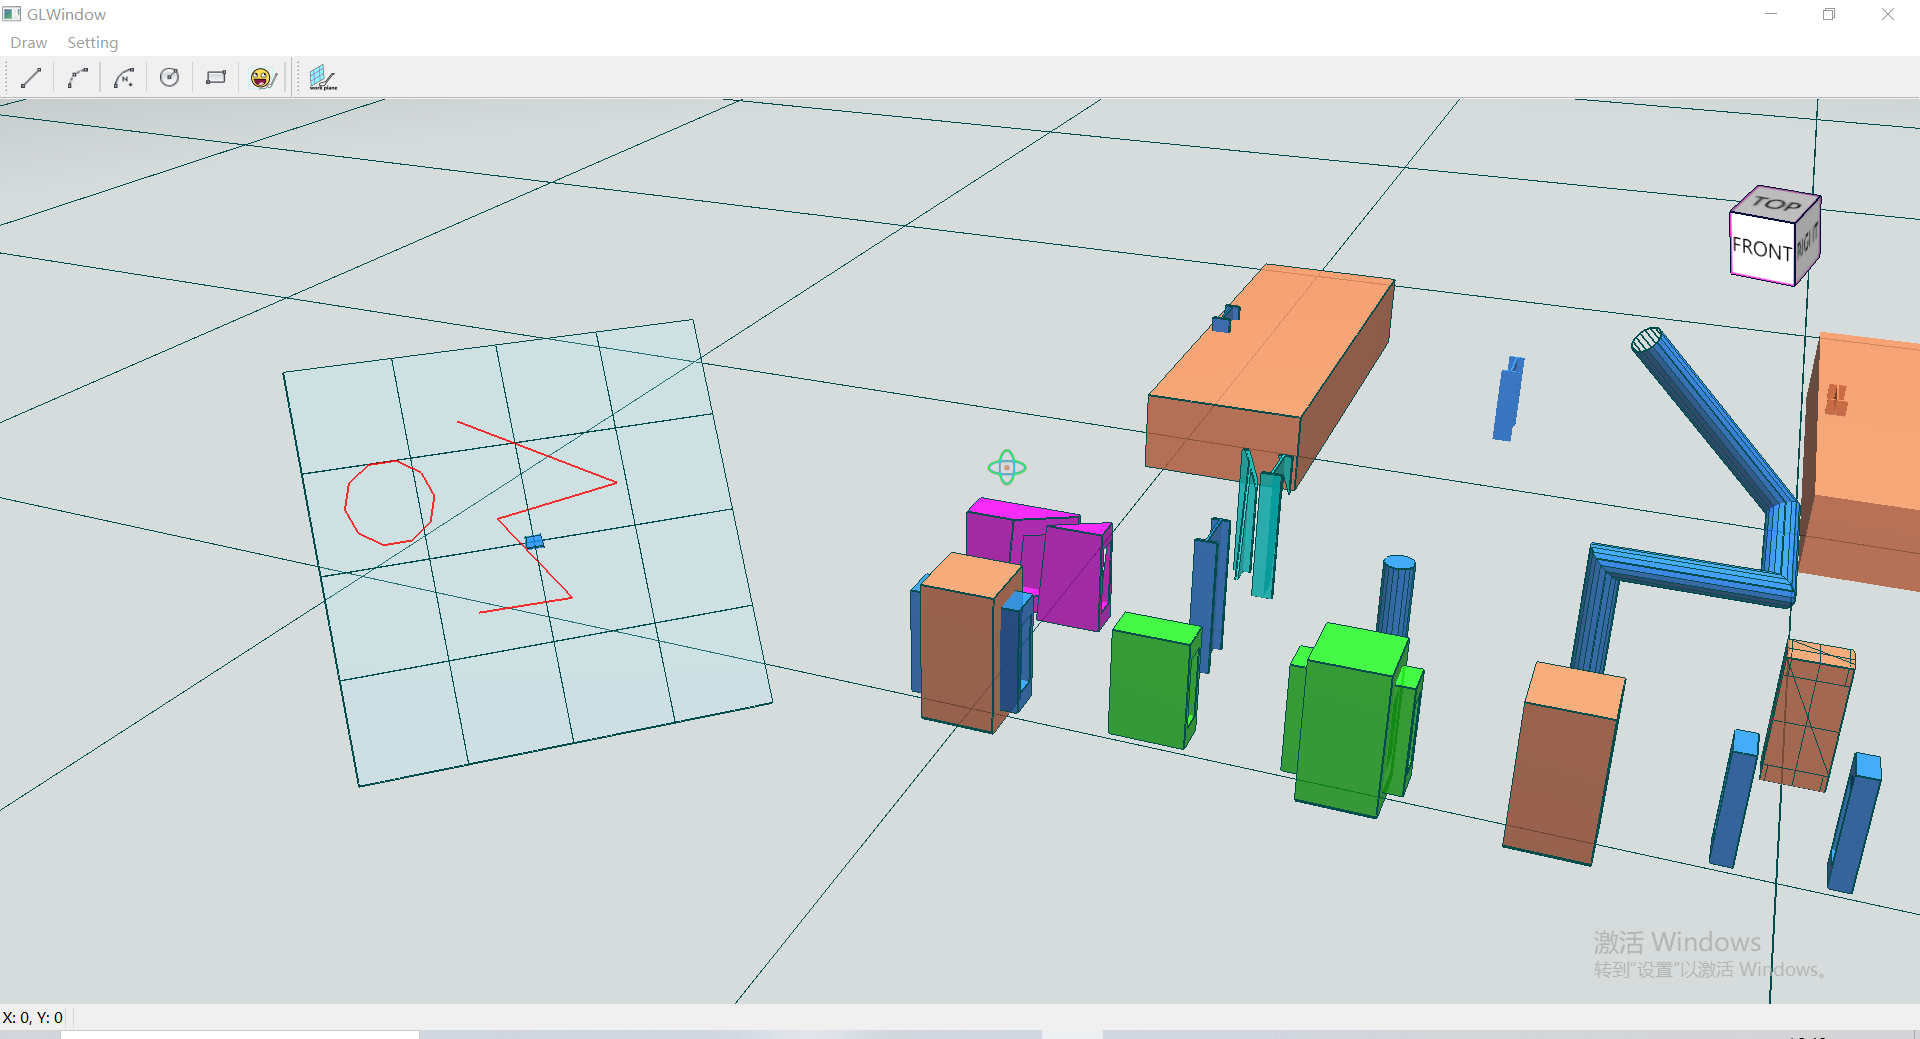 GLWindow
Draw Setting
N
work plane
TOP
FRONT
RIGHT
激活 Windows
转到“设置”以激活 Windows。
X: 0, Y: 0